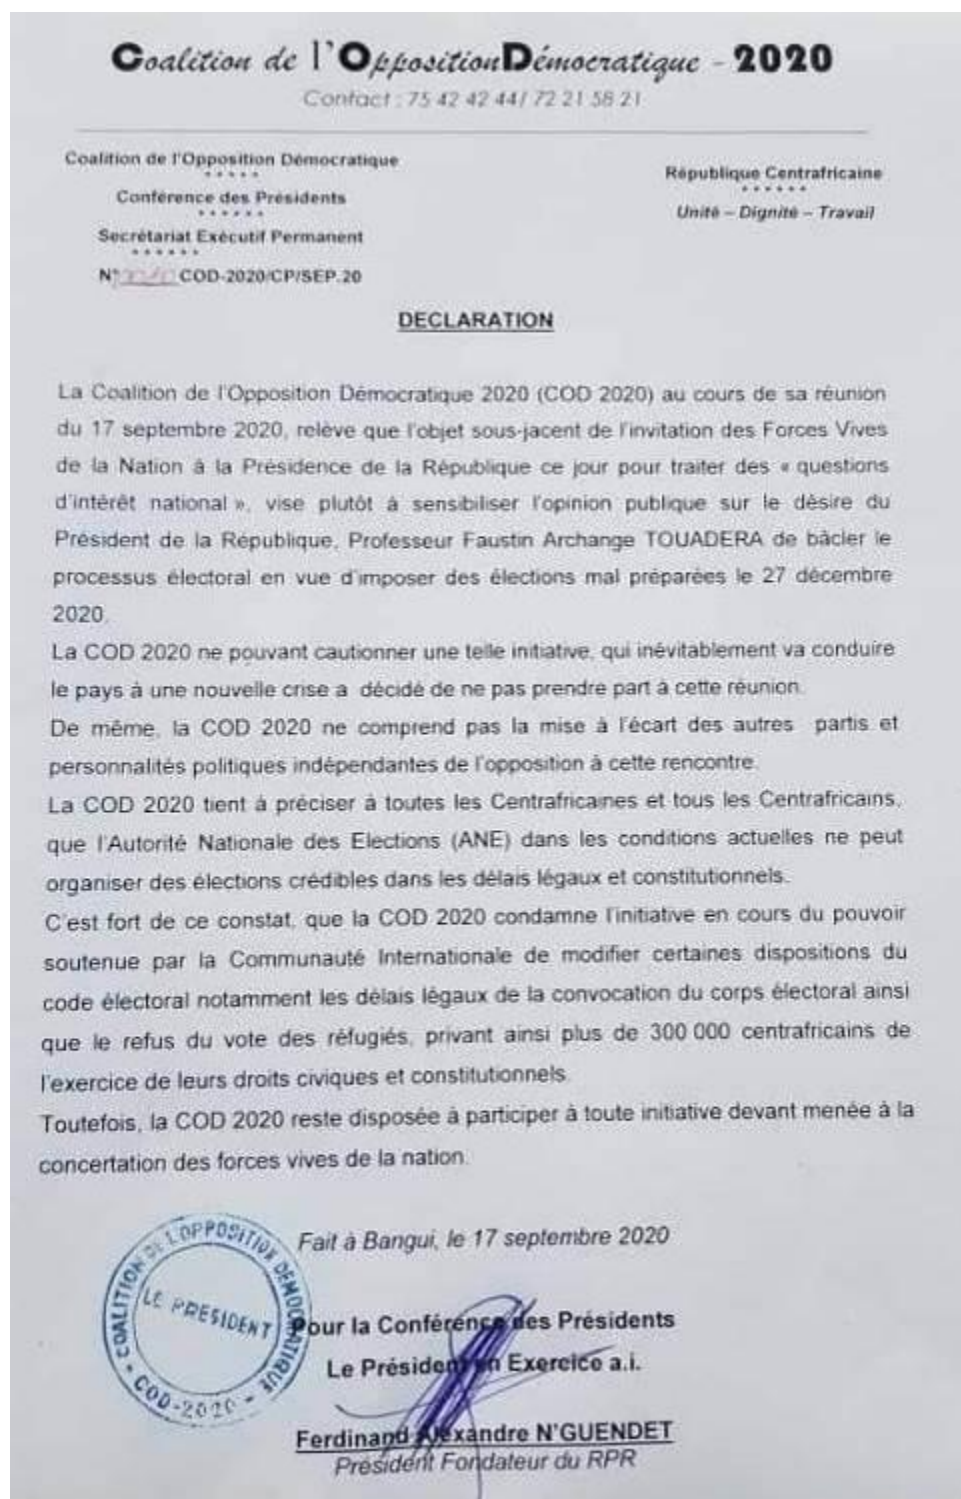 Coalition de l'Opposition Démocratique - 2020
Contact : 75 42 42 44/ 72 21 58 21
Coalition de l'Opposition Démocratique
*****
Conférence des Présidents
******
Secrétariat Exécutif Permanent
******
N° COD-2020/CP/SEP.20
République Centrafricaine
******
Unité – Dignité – Travail
DECLARATION
La Coalition de l'Opposition Démocratique 2020 (COD 2020) au cours de sa réunion
du 17 septembre 2020, relève que l'objet sous-jacent de l'invitation des Forces Vives
de la Nation à la Présidence de la République ce jour pour traiter des « questions
d'intérêt national », vise plutôt à sensibiliser l'opinion publique sur le désire du
Président de la République, Professeur Faustin Archange TOUADERA de bâcler le
processus électoral en vue d'imposer des élections mal préparées le 27 décembre
2020.
La COD 2020 ne pouvant cautionner une telle initiative, qui inévitablement va conduire
le pays à une nouvelle crise a décidé de ne pas prendre part à cette réunion.
De même, la COD 2020 ne comprend pas la mise à l'écart des autres partis et
personnalités politiques indépendantes de l'opposition à cette rencontre.
La COD 2020 tient à préciser à toutes les Centrafricaines et tous les Centrafricains,
que l'Autorité Nationale des Elections (ANE) dans les conditions actuelles ne peut
organiser des élections crédibles dans les délais légaux et constitutionnels.
C'est fort de ce constat, que la COD 2020 condamne l'initiative en cours du pouvoir
soutenue par la Communauté Internationale de modifier certaines dispositions du
code électoral notamment les délais légaux de la convocation du corps électoral ainsi
que le refus du vote des réfugiés, privant ainsi plus de 300 000 centrafricains de
l'exercice de leurs droits civiques et constitutionnels.
Toutefois, la COD 2020 reste disposée à participer à toute initiative devant menée à la
concertation des forces vives de la nation.
Fait à Bangui, le 17 septembre 2020
COALITION DE L'OPPOSITION DEMOCRATIQUE
LE PRESIDENT
COD-2020
Pour la Conférence des Présidents
Le Président en Exercice a.i.
Ferdinand Alexandre N'GUENDET
Président Fondateur du RPR